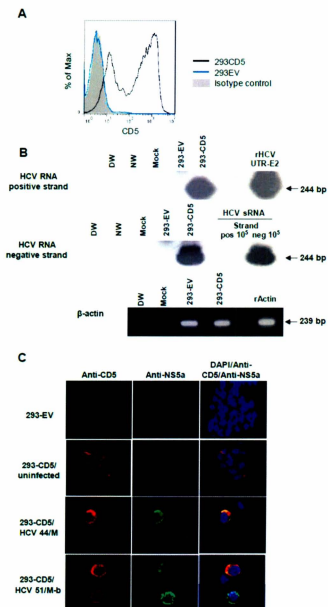 A
% of Max
CD5
293CD5
293EV
Isotype control
B
HCV RNA
positive strand
DW
NW
Mock
293-EV
293-CD5
rHCV
UTR-E2
244 bp
HCV RNA
negative strand
DW
NW
Mock
293-EV
293-CD5
HCV sRNA
Strand
pos 10⁵ neg 10⁵
244 bp
β-actin
DW
Mock
293-EV
293-CD5
rActin
239 bp
C
Anti-CD5
Anti-NS5a
DAPI/Anti-
CD5/Anti-NS5a
293-EV
293-CD5/
uninfected
293-CD5/
HCV 44/M
293-CD5/
HCV 51/M-b